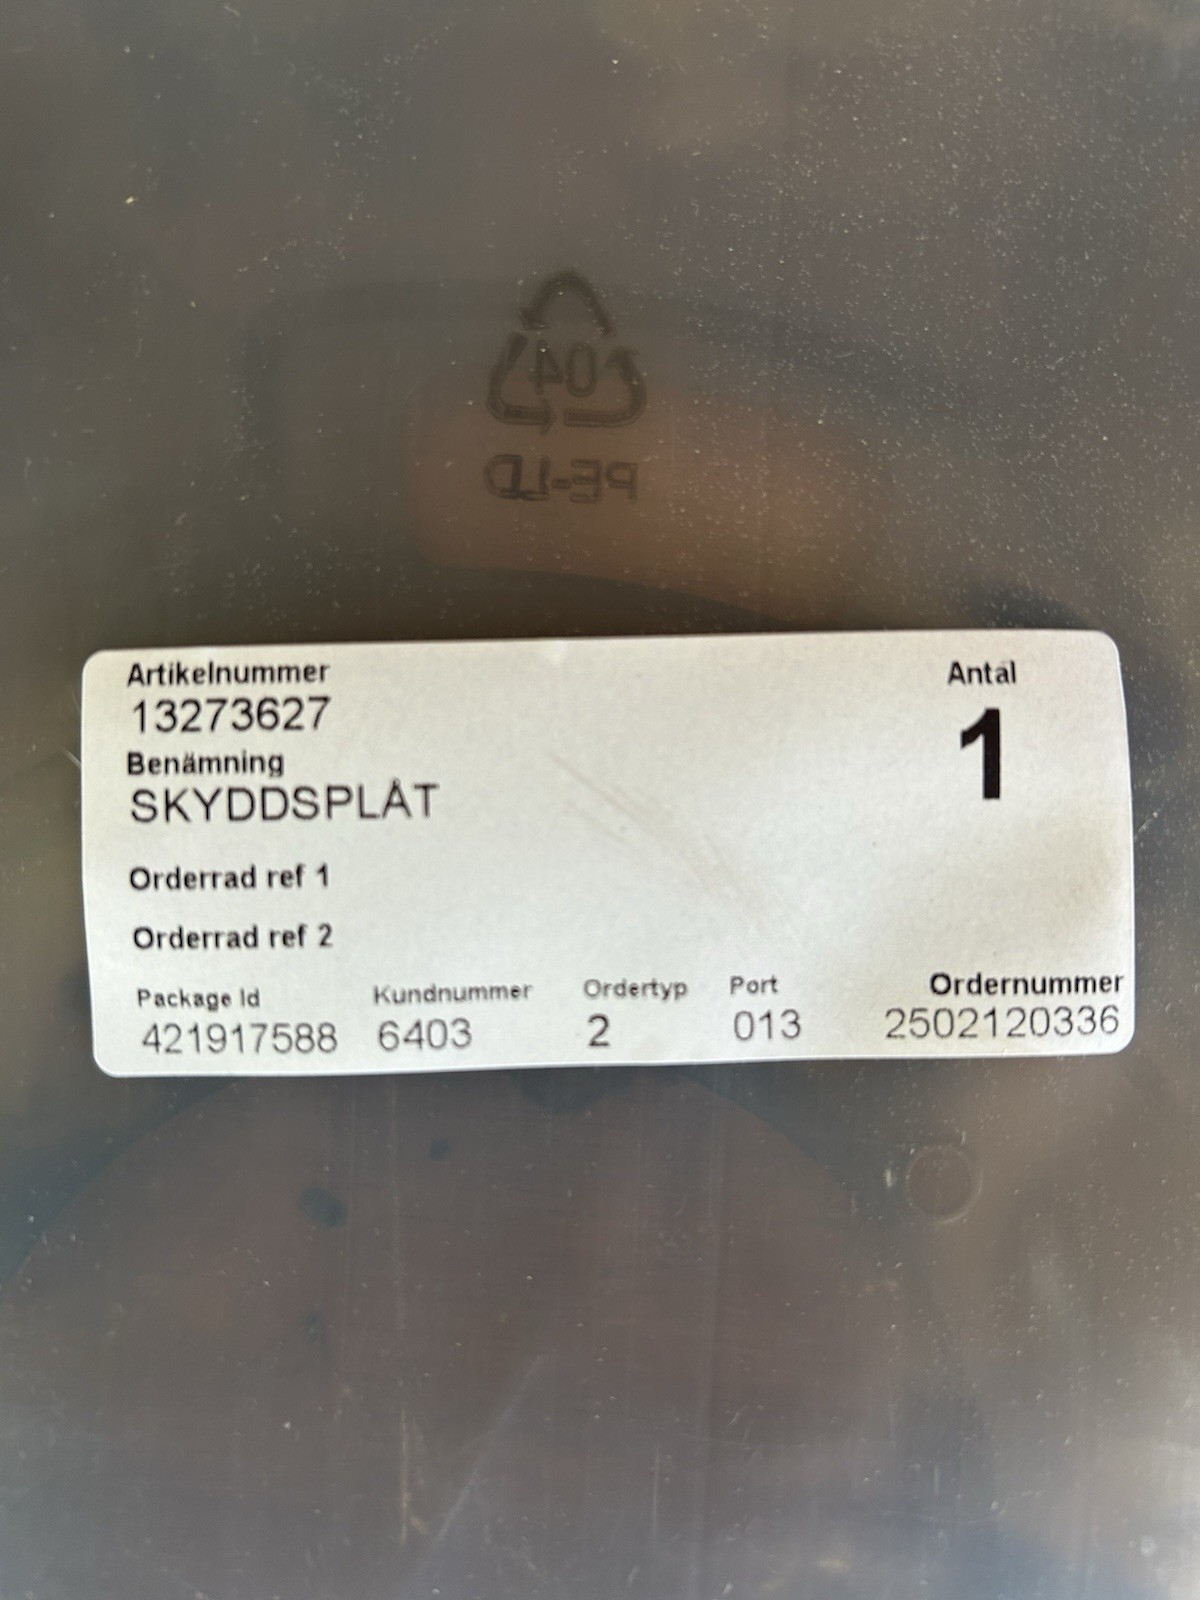 04
PE-LD
Artikelnummer
13273627
Antal
1
Benämning
SKYDDSPLÅT
Orderrad ref 1
Orderrad ref 2
Package Id Kundnummer Ordertyp Port Ordernummer
421917588 6403 2 013 2502120336